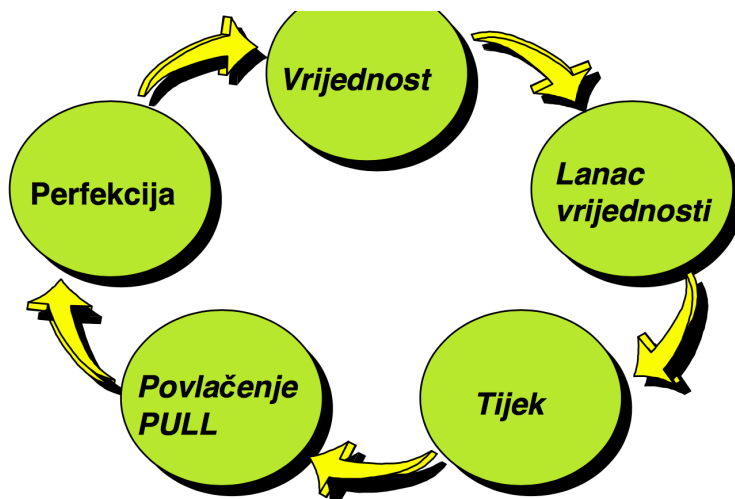 Vrijednost
Lanac
vrijednosti
Tijek
Povlačenje
PULL
Perfekcija